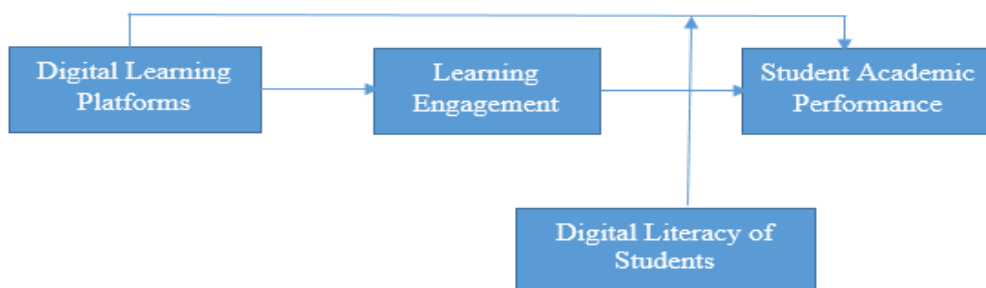 Digital Learning
Platforms
Learning
Engagement
Student Academic
Performance
Digital Literacy of
Students